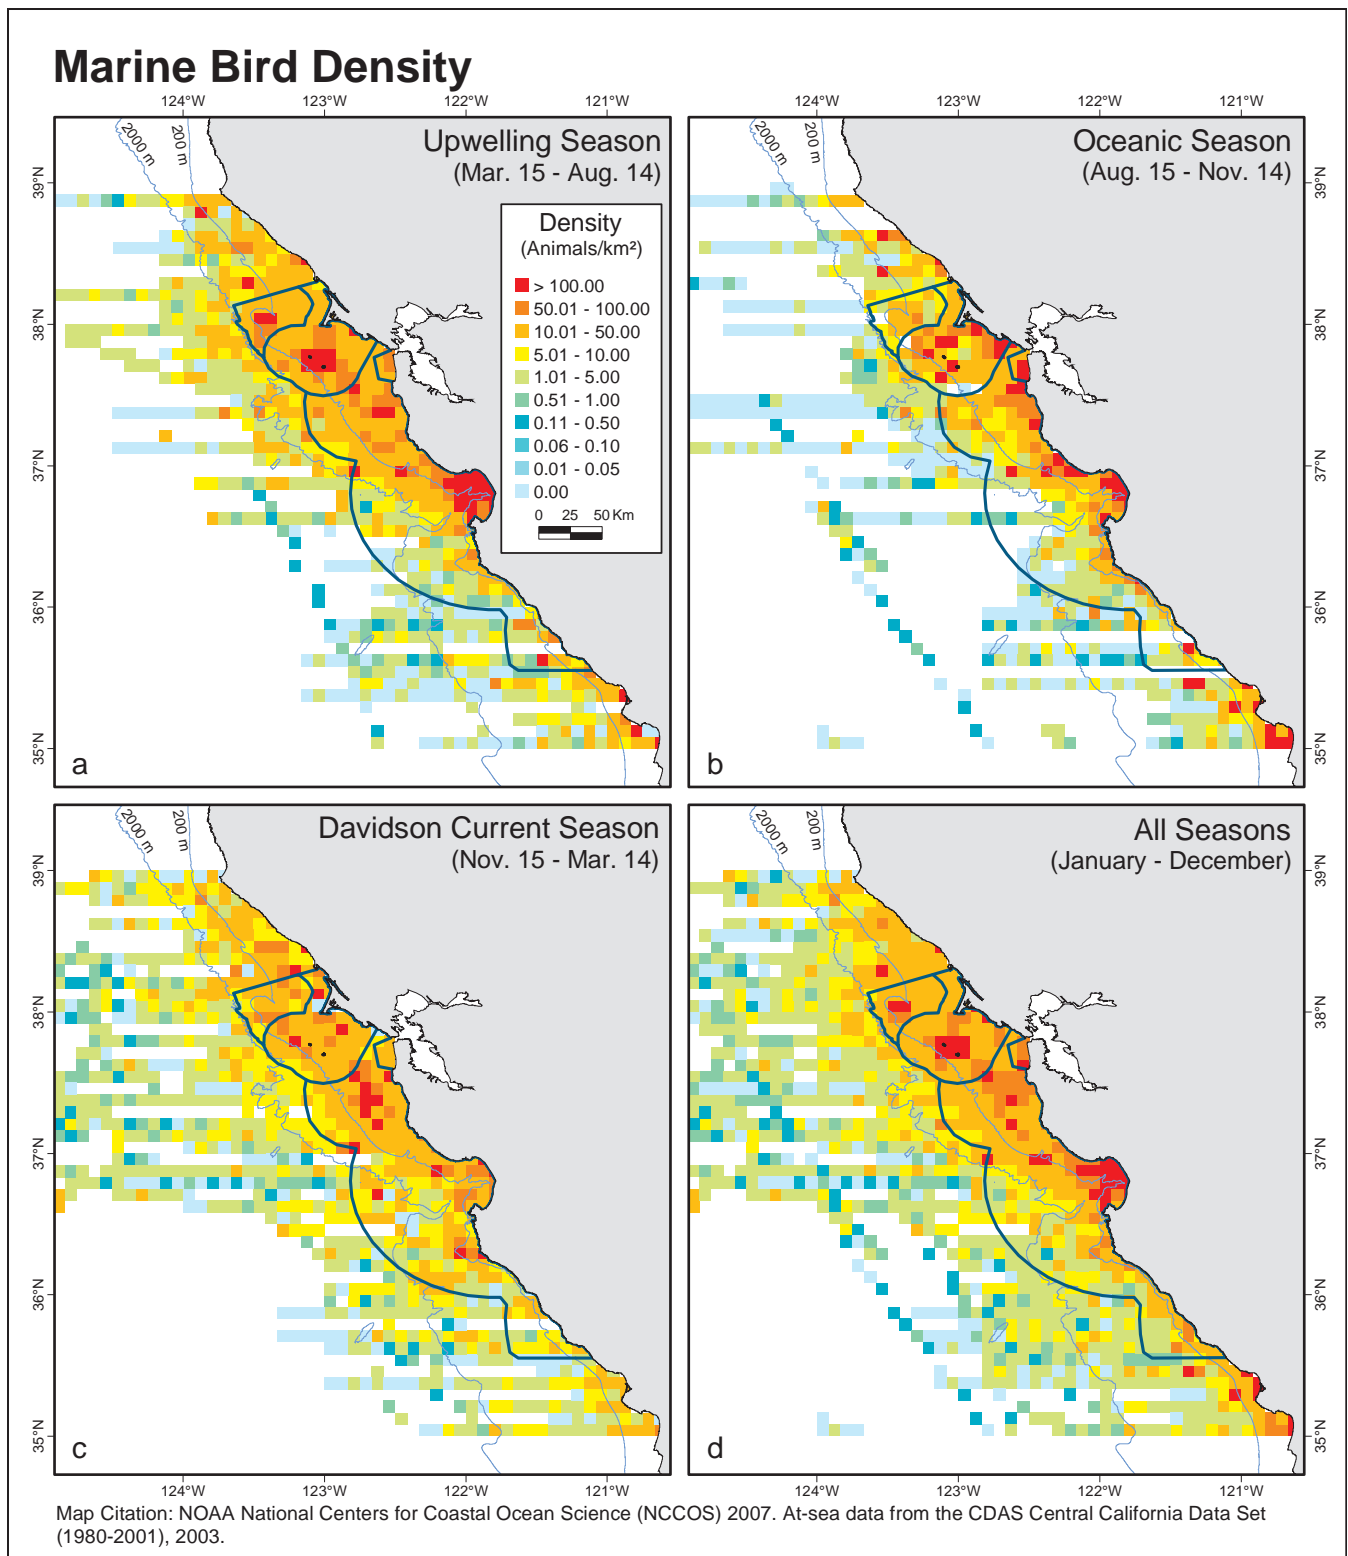 Marine Bird Density
124°W 123°W 122°W 121°W 124°W 123°W 122°W 121°W
2000 m
200 m
Upwelling Season
(Mar. 15 - Aug. 14)
39°N
38°N
37°N
36°N
35°N
Density
(Animals/km²)
> 100.00
50.01 - 100.00
10.01 - 50.00
5.01 - 10.00
1.01 - 5.00
0.51 - 1.00
0.11 - 0.50
0.06 - 0.10
0.01 - 0.05
0.00
0 25 50 Km
a
2000 m
200 m
Oceanic Season
(Aug. 15 - Nov. 14)
39°N
38°N
37°N
36°N
35°N
b
2000 m
200 m
Davidson Current Season
(Nov. 15 - Mar. 14)
39°N
38°N
37°N
36°N
35°N
c
2000 m
200 m
All Seasons
(January - December)
39°N
38°N
37°N
36°N
35°N
d
124°W 123°W 122°W 121°W 124°W 123°W 122°W 121°W
Map Citation: NOAA National Centers for Coastal Ocean Science (NCCOS) 2007. At-sea data from the CDAS Central California Data Set
(1980-2001), 2003.